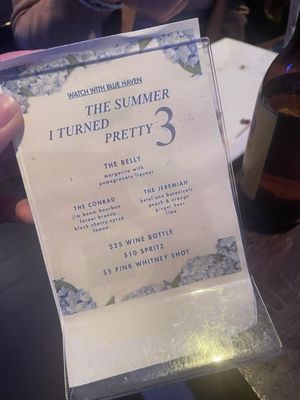 WATCH WITH BLUE HAVEN
THE SUMMER
I TURNED
PRETTY 3
THE BELLY
margarita with
pomegranate liqueur
THE CONRAD
jim beam bourbon
fernet branca
black cherry syrup
lemon
THE JEREMIAH
ketel one botanicals
peach & orange
ginger beer
lime
$25 WINE BOTTLE
$10 SPRITZ
$5 PINK WHITNEY SHOT